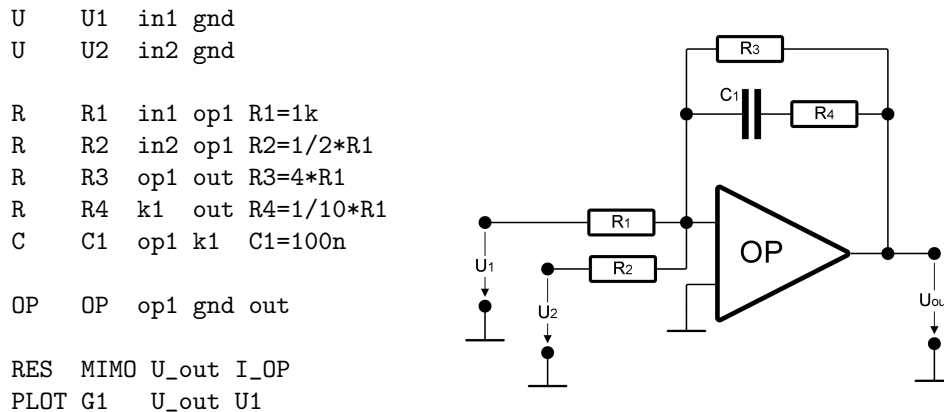 U U1 in1 gnd
U U2 in2 gnd
R R1 in1 op1 R1=1k
R R2 in2 op1 R2=1/2*R1
R R3 op1 out R3=4*R1
R R4 k1 out R4=1/10*R1
C C1 op1 k1 C1=100n
OP OP op1 gnd out
RES MIMO U_out I_OP
PLOT G1 U_out U1
R3
C1
R4
R1
OP
R2
U1
U2
Uou